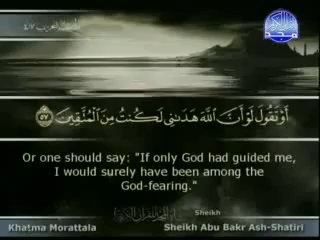 أَوْ تَقُولَ لَوْ أَنَّ اللَّهَ هَدَانِي لَكُنتُ مِنَ الْمُتَّقِينَ ٥٧
Or one should say: "If only God had guided me,
I would surely have been among the
God-fearing."
Sheikh
Khatma Morattala
Sheikh Abu Bakr Ash-Shatiri